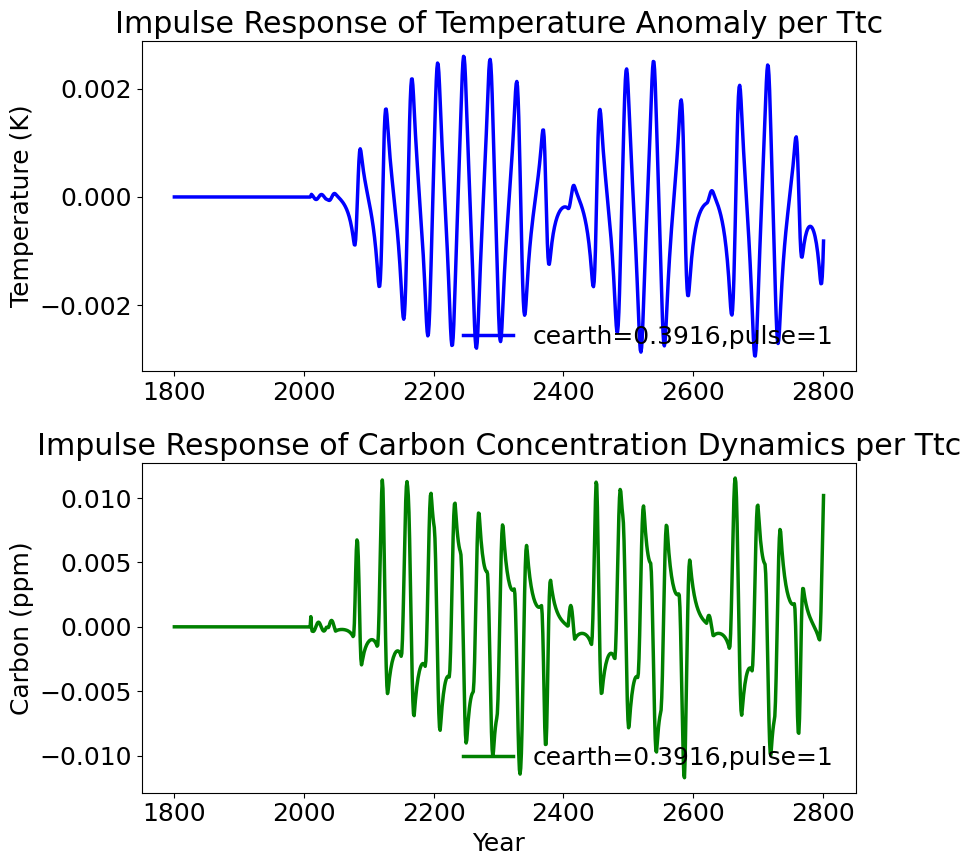 Impulse Response of Temperature Anomaly per Ttc
Temperature (K)
0.002
0.000
−0.002
cearth=0.3916,pulse=1
1800 2000 2200 2400 2600 2800
Impulse Response of Carbon Concentration Dynamics per Ttc
Carbon (ppm)
0.010
0.005
0.000
−0.005
−0.010
cearth=0.3916,pulse=1
1800 2000 2200 2400 2600 2800
Year